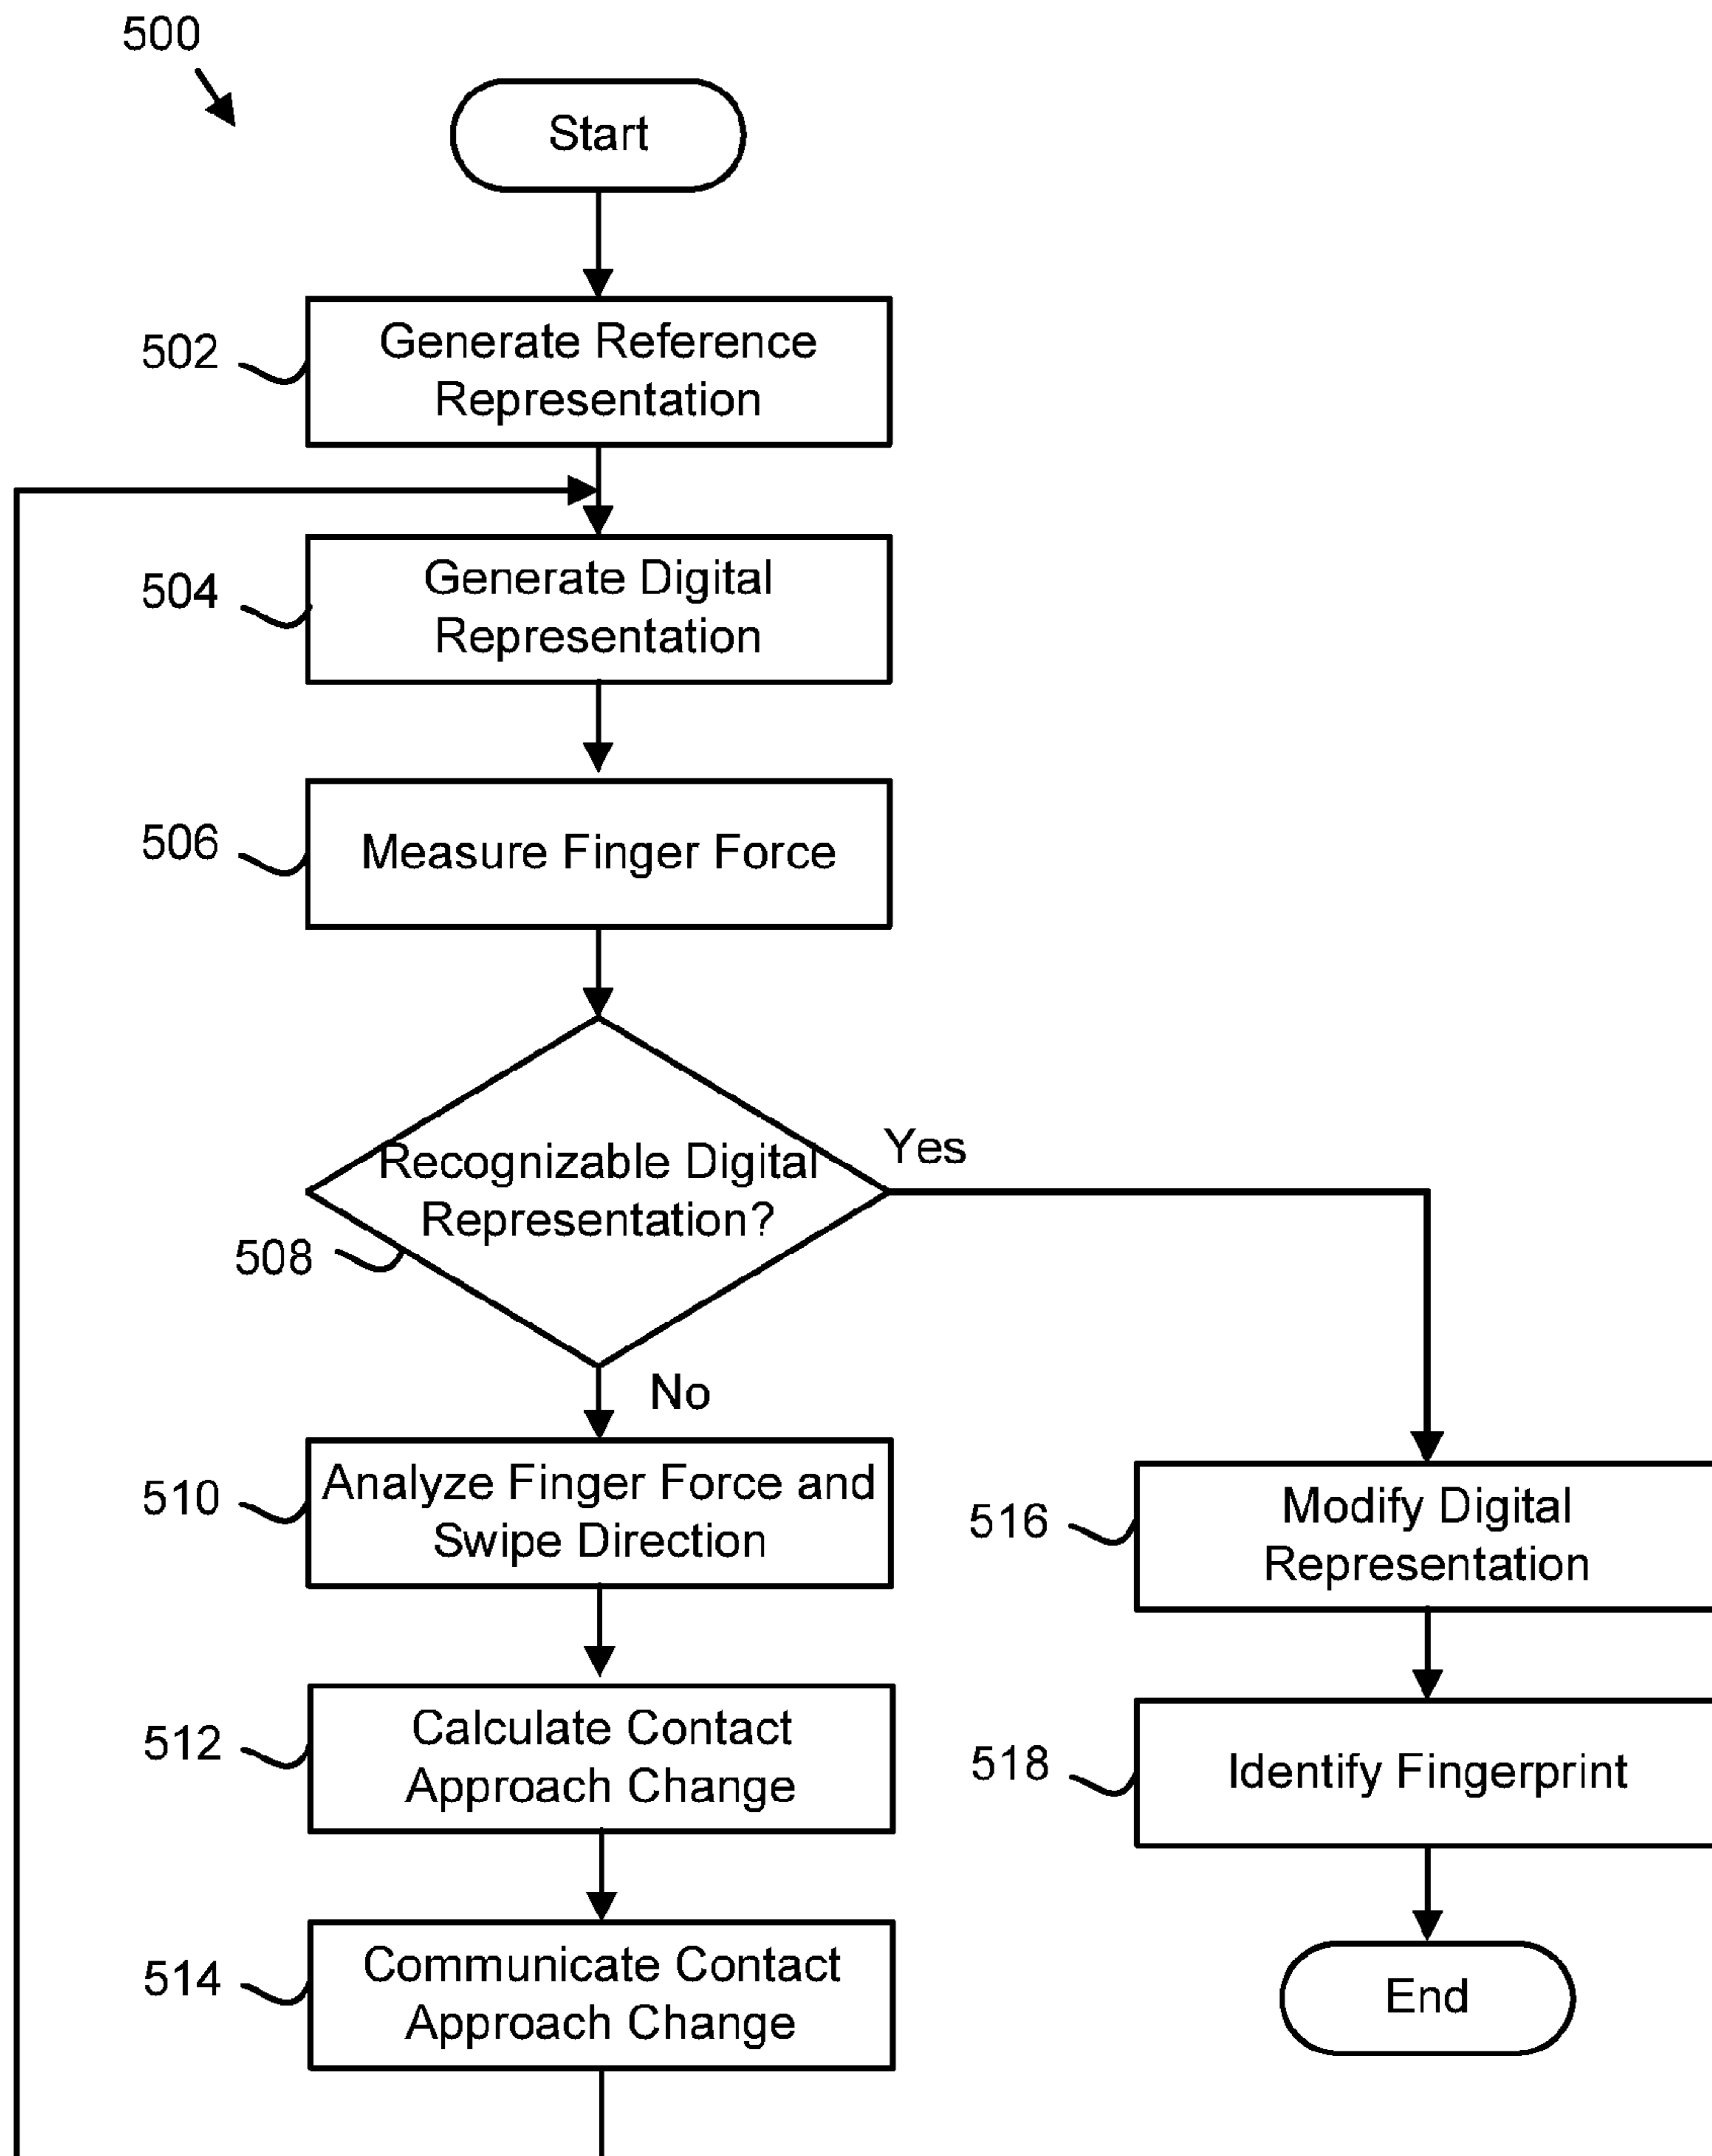 500
Start
502
Generate Reference
Representation
504
Generate Digital
Representation
506
Measure Finger Force
Recognizable Digital
Representation?
Yes
508
No
510
Analyze Finger Force and
Swipe Direction
516
Modify Digital
Representation
512
Calculate Contact
Approach Change
518
Identify Fingerprint
514
Communicate Contact
Approach Change
End